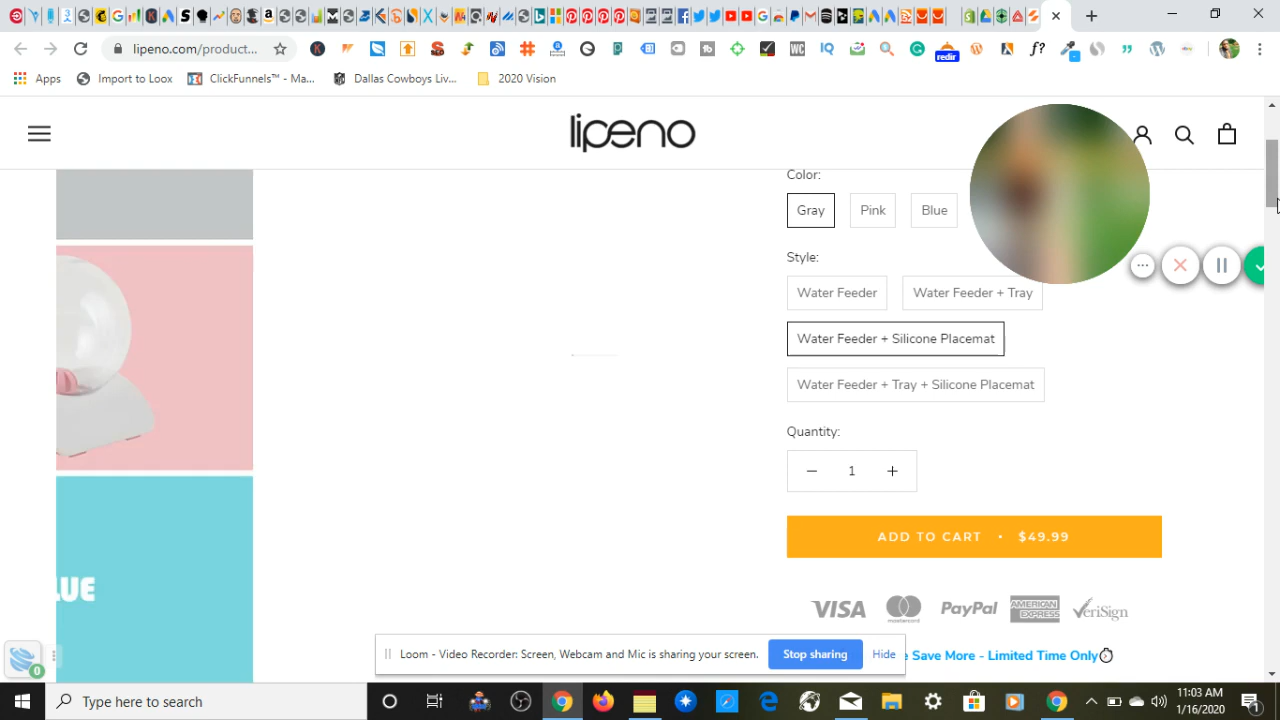 lipeno.com/product...
redir
Apps
Import to Loox
ClickFunnels™ – Ma...
Dallas Cowboys Liv...
2020 Vision
lipeno
Color:
Gray
Pink
Blue
Style:
Water Feeder
Water Feeder + Tray
Water Feeder + Silicone Placemat
Water Feeder + Tray + Silicone Placemat
Quantity:
1
ADD TO CART • $49.99
VISA
mastercard
PayPal
AMERICAN EXPRESS
VeriSign
LUE
Loom - Video Recorder: Screen, Webcam and Mic is sharing your screen.
Stop sharing
Hide
Save More - Limited Time Only
0
Type here to search
11:03 AM
1/16/2020